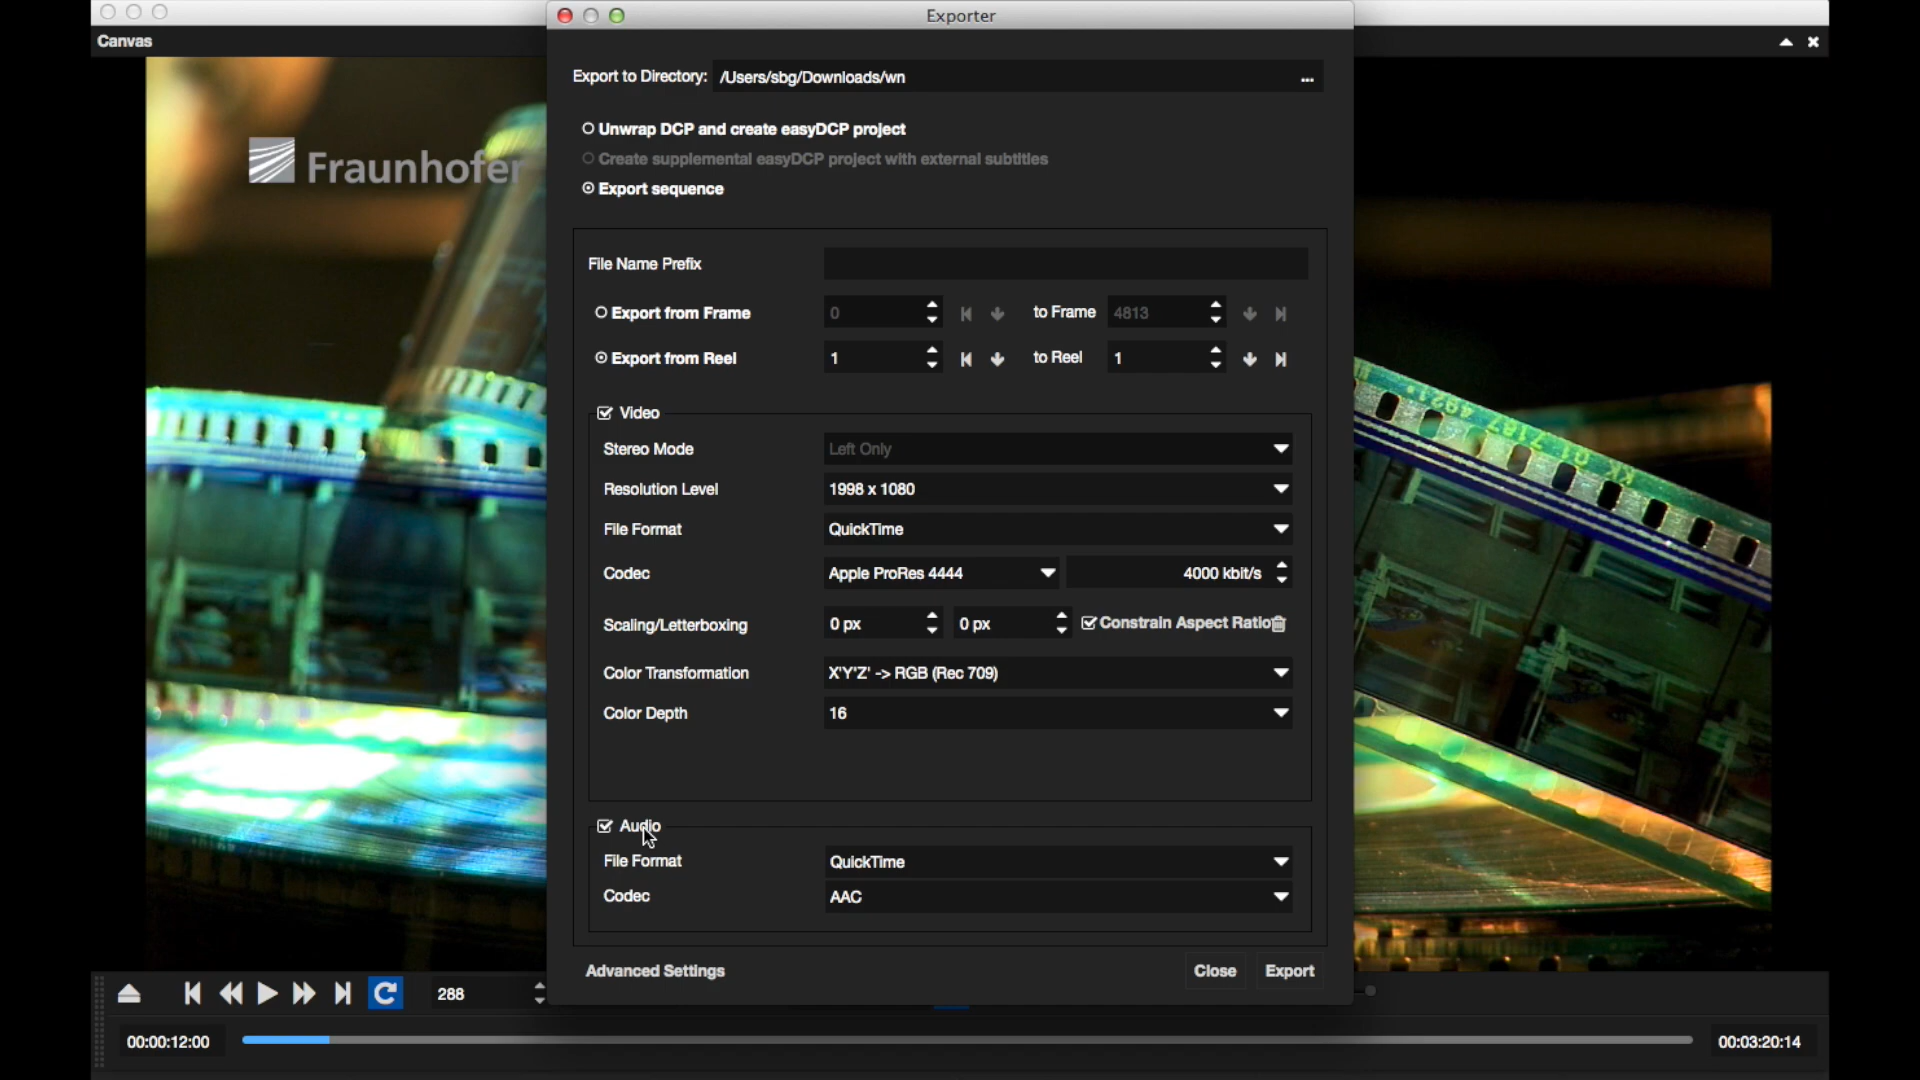 Exporter
Canvas
Export to Directory: /Users/sbg/Downloads/wn ...
Unwrap DCP and create easyDCP project
Create supplemental easyDCP project with external subtitles
Export sequence
Fraunhofer
File Name Prefix
Export from Frame 0 to Frame 4813
Export from Reel 1 to Reel 1
Video
Stereo Mode Left Only
Resolution Level 1998 x 1080
File Format QuickTime
Codec Apple ProRes 4444 4000 kbit/s
Scaling/Letterboxing 0 px 0 px Constrain Aspect Ratio
Color Transformation X'Y'Z' -> RGB (Rec 709)
Color Depth 16
Audio
File Format QuickTime
Codec AAC
Advanced Settings Close Export
288
00:00:12:00 00:03:20:14